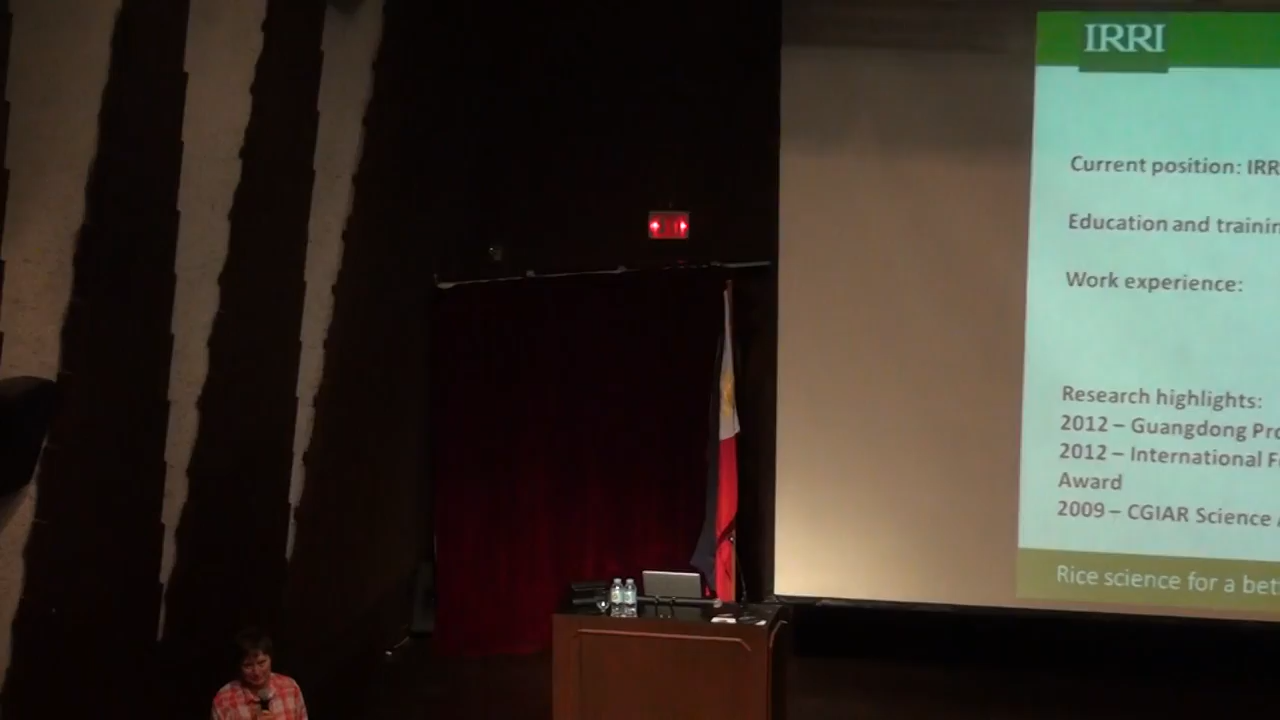 IRRI
Current position: IRR
Education and trainin
Work experience:
Research highlights:
2012 – Guangdong Pro
2012 – International F
Award
2009 – CGIAR Science
Rice science for a bet